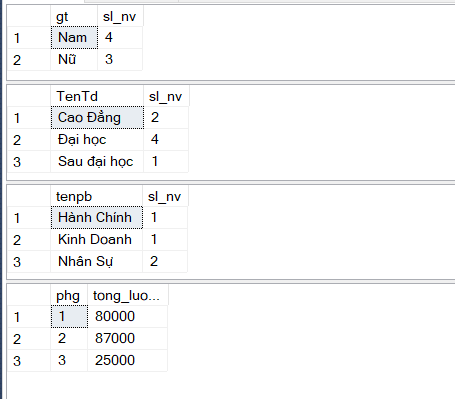 gt sl_nv
1 Nam 4
2 Nữ 3
TenTd sl_nv
1 Cao Đẳng 2
2 Đại học 4
3 Sau đại học 1
tenpb sl_nv
1 Hành Chính 1
2 Kinh Doanh 1
3 Nhân Sự 2
phg tong_luo...
1 1 80000
2 2 87000
3 3 25000